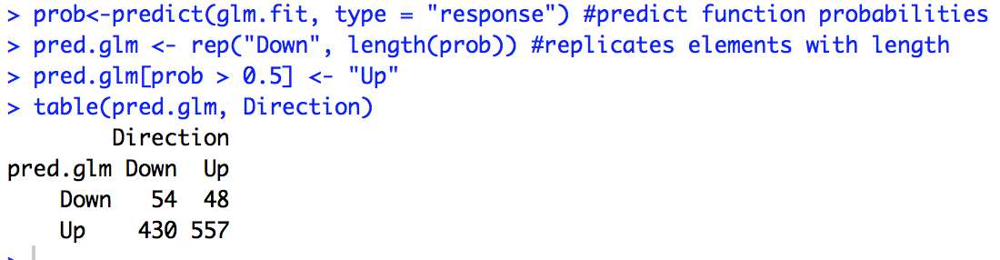 > prob<-predict(glm.fit, type = "response") #predict function probabilities
> pred.glm <- rep("Down", length(prob)) #replicates elements with length
> pred.glm[prob > 0.5] <- "Up"
> table(pred.glm, Direction)
        Direction
pred.glm Down  Up
    Down   54  48
    Up    430 557
>